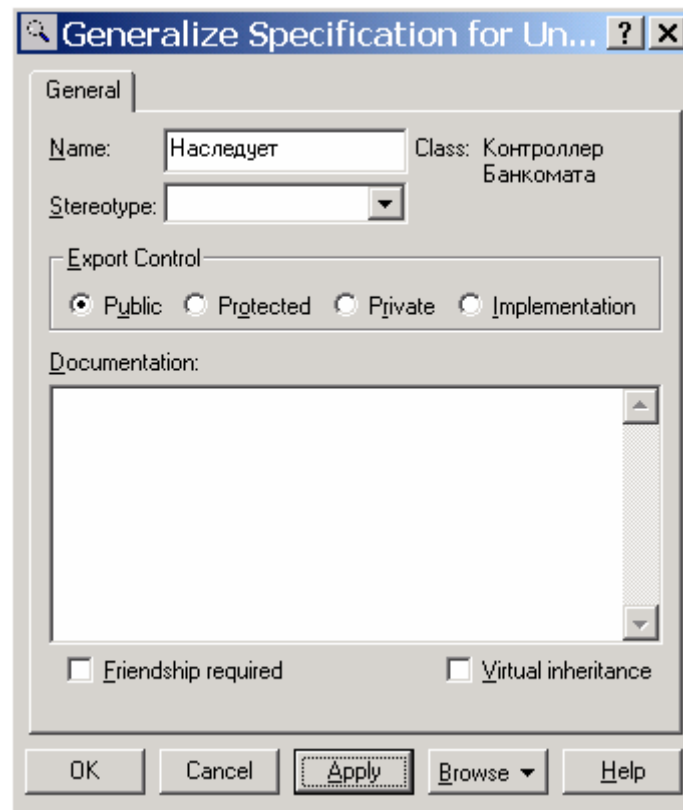 Generalize Specification for Un...
General
Name: Наследует Class: Контроллер
Банкомата
Stereotype:
Export Control
Public Protected Private Implementation
Documentation:
Friendship required Virtual inheritance
OK Cancel Apply Browse Help